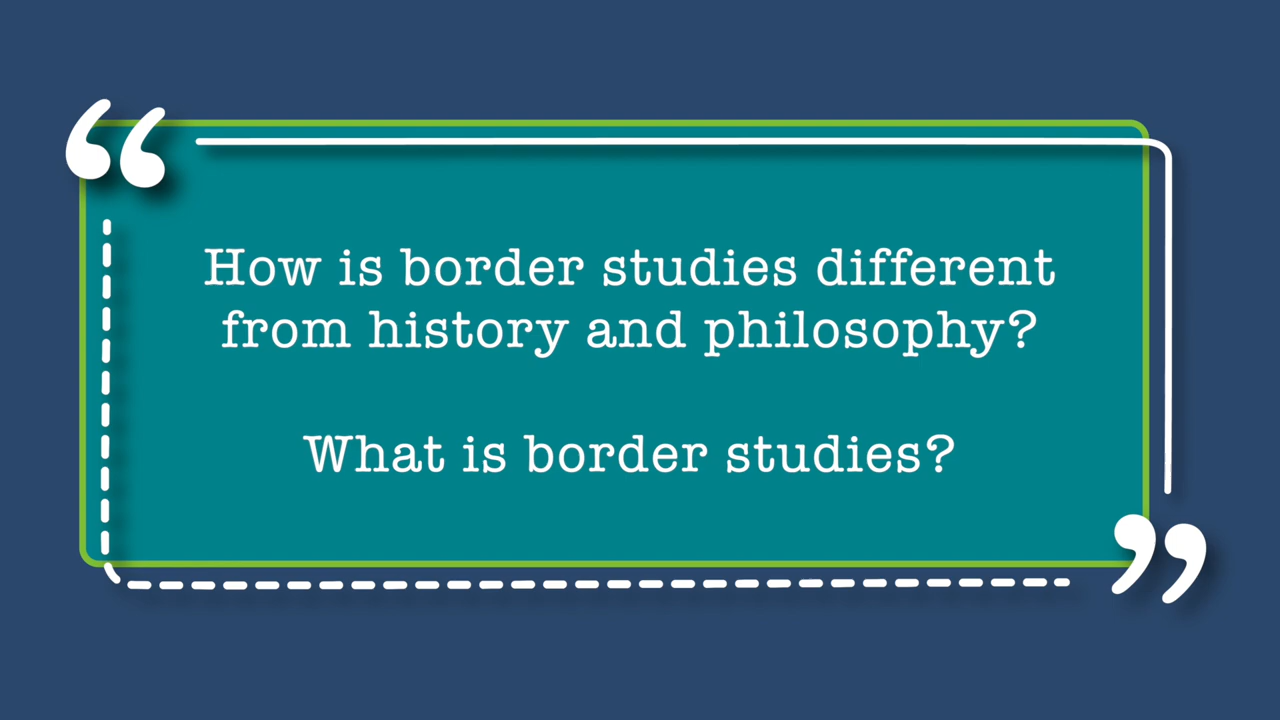 How is border studies different
from history and philosophy?
What is border studies?